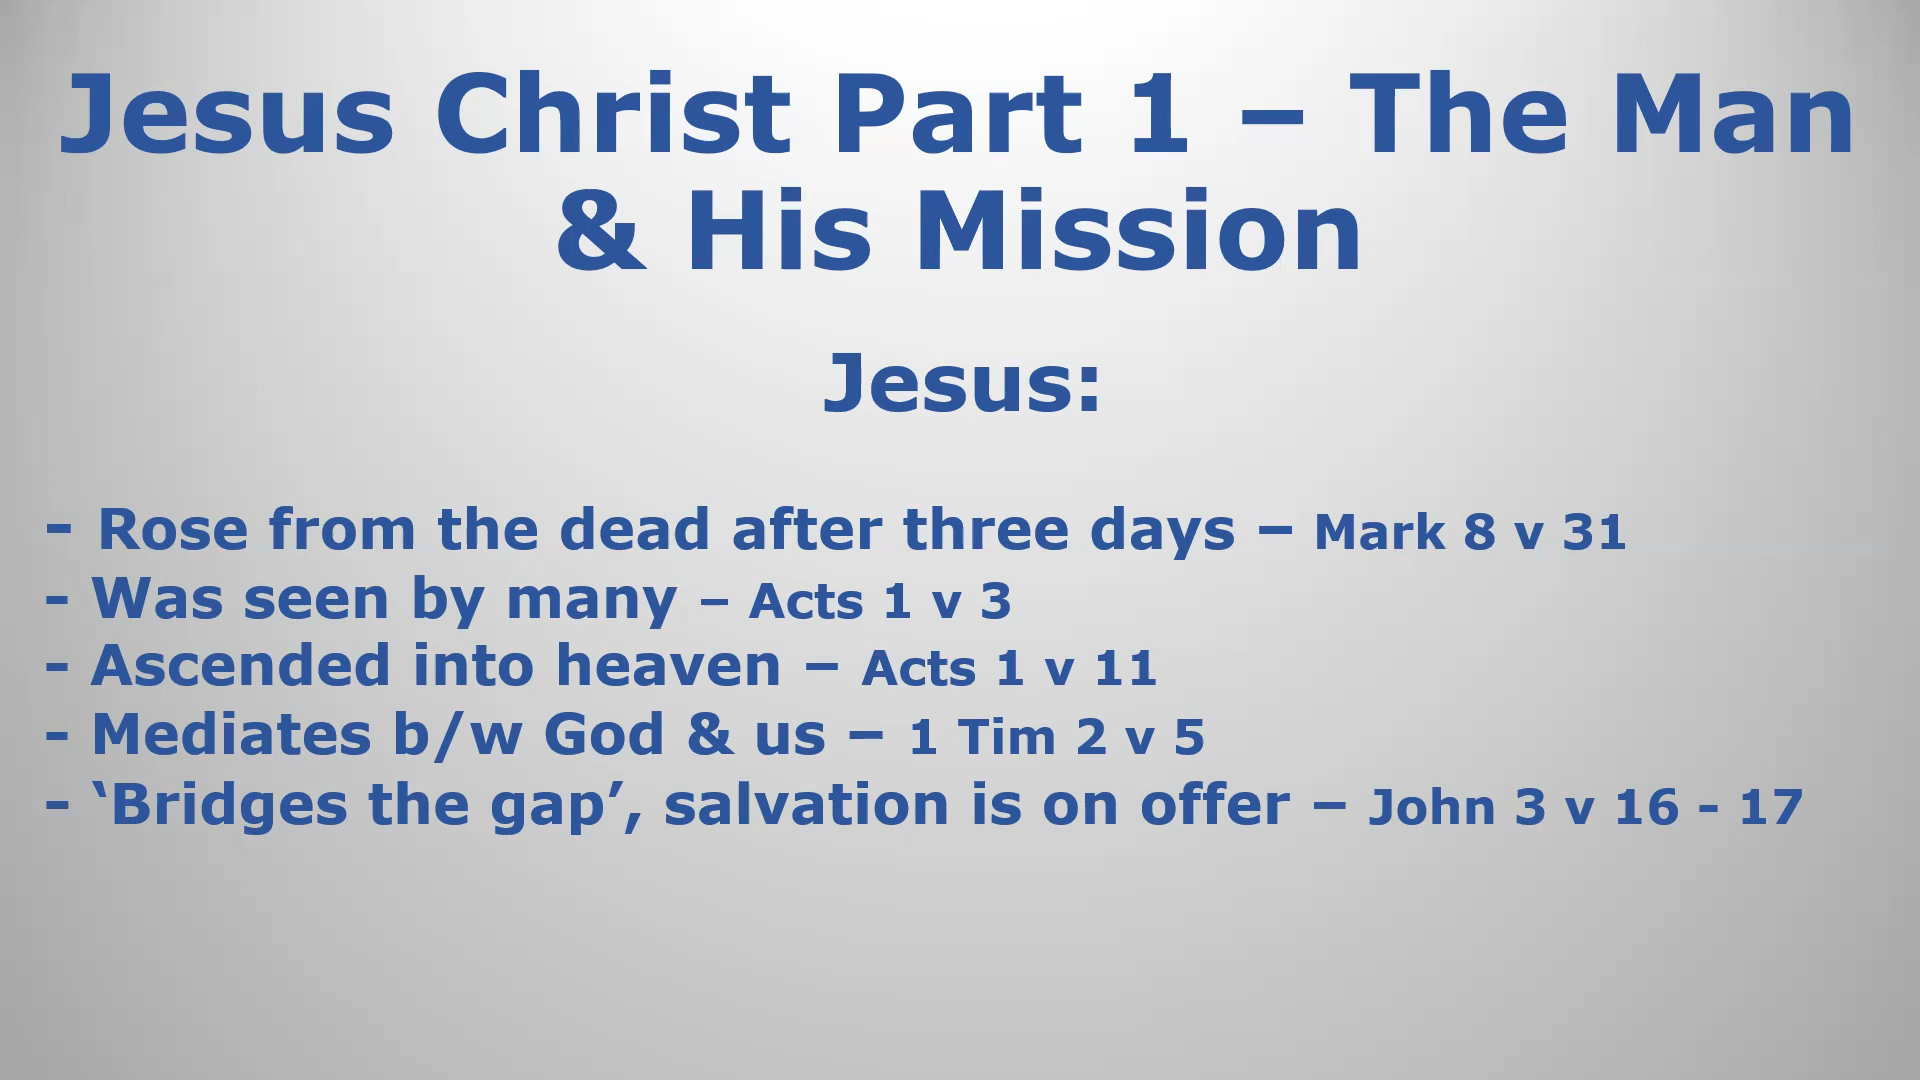 Jesus Christ Part 1 – The Man
& His Mission
Jesus:
- Rose from the dead after three days – Mark 8 v 31
- Was seen by many – Acts 1 v 3
- Ascended into heaven – Acts 1 v 11
- Mediates b/w God & us – 1 Tim 2 v 5
- ‘Bridges the gap’, salvation is on offer – John 3 v 16 - 17